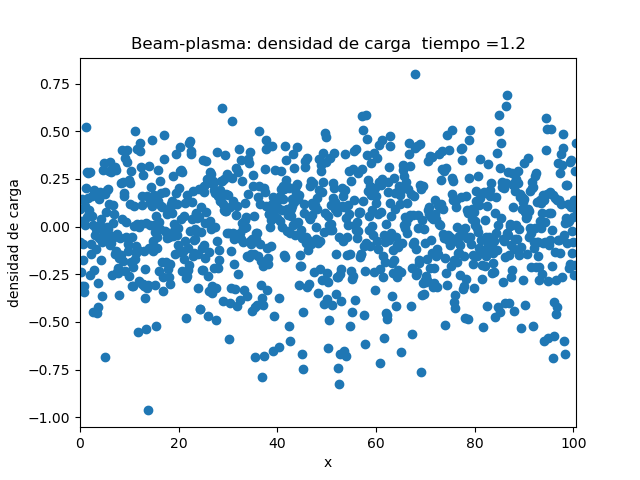 Beam-plasma: densidad de carga  tiempo =1.2
0.75
0.50
0.25
0.00
−0.25
−0.50
−0.75
−1.00
densidad de carga
0 20 40 60 80 100
x